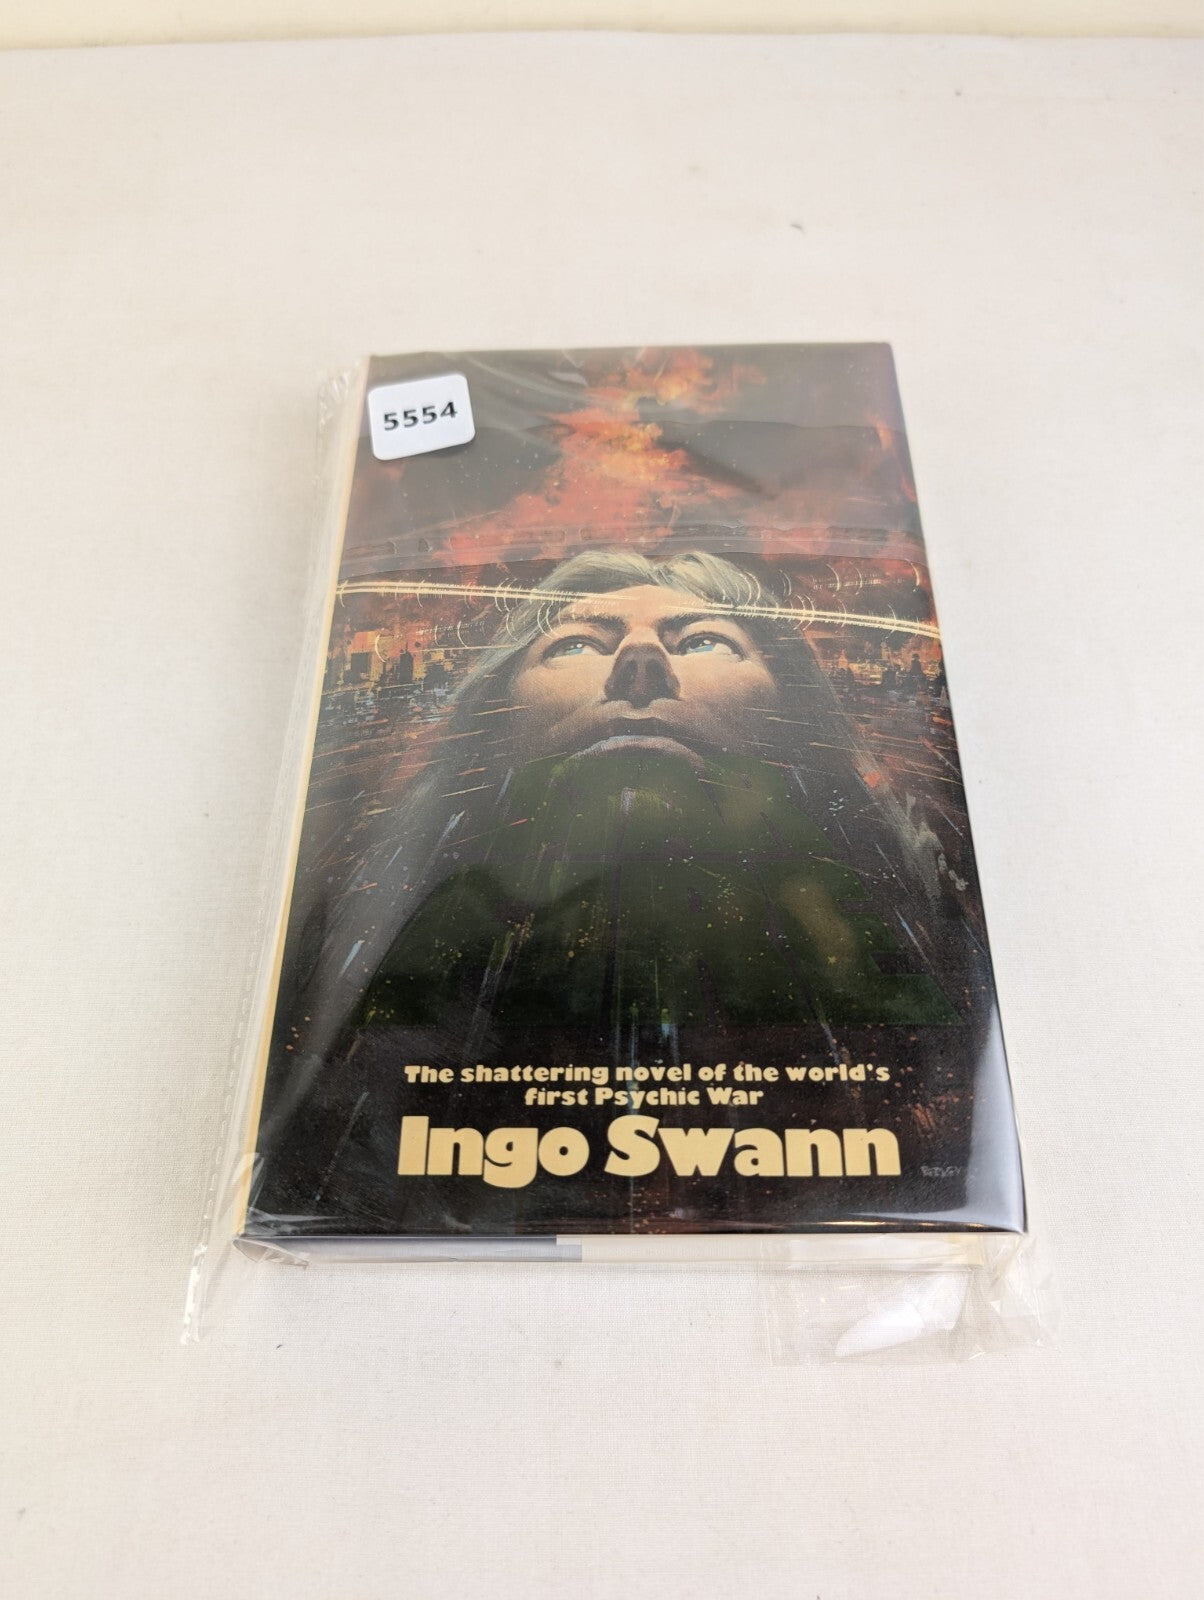 5554
The shattering novel of the world's
first Psychic War
Ingo Swann